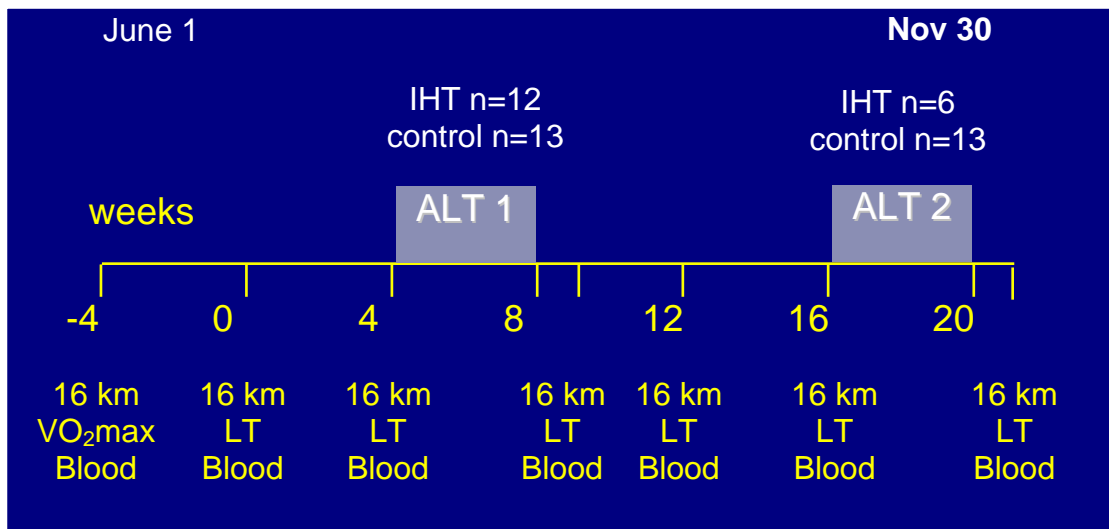 June 1 Nov 30
IHT n=12
control n=13
IHT n=6
control n=13
weeks
ALT 1
ALT 2
-4 0 4 8 12 16 20
16 km 16 km 16 km 16 km 16 km 16 km 16 km
VO₂max LT LT LT LT LT LT
Blood Blood Blood Blood Blood Blood Blood